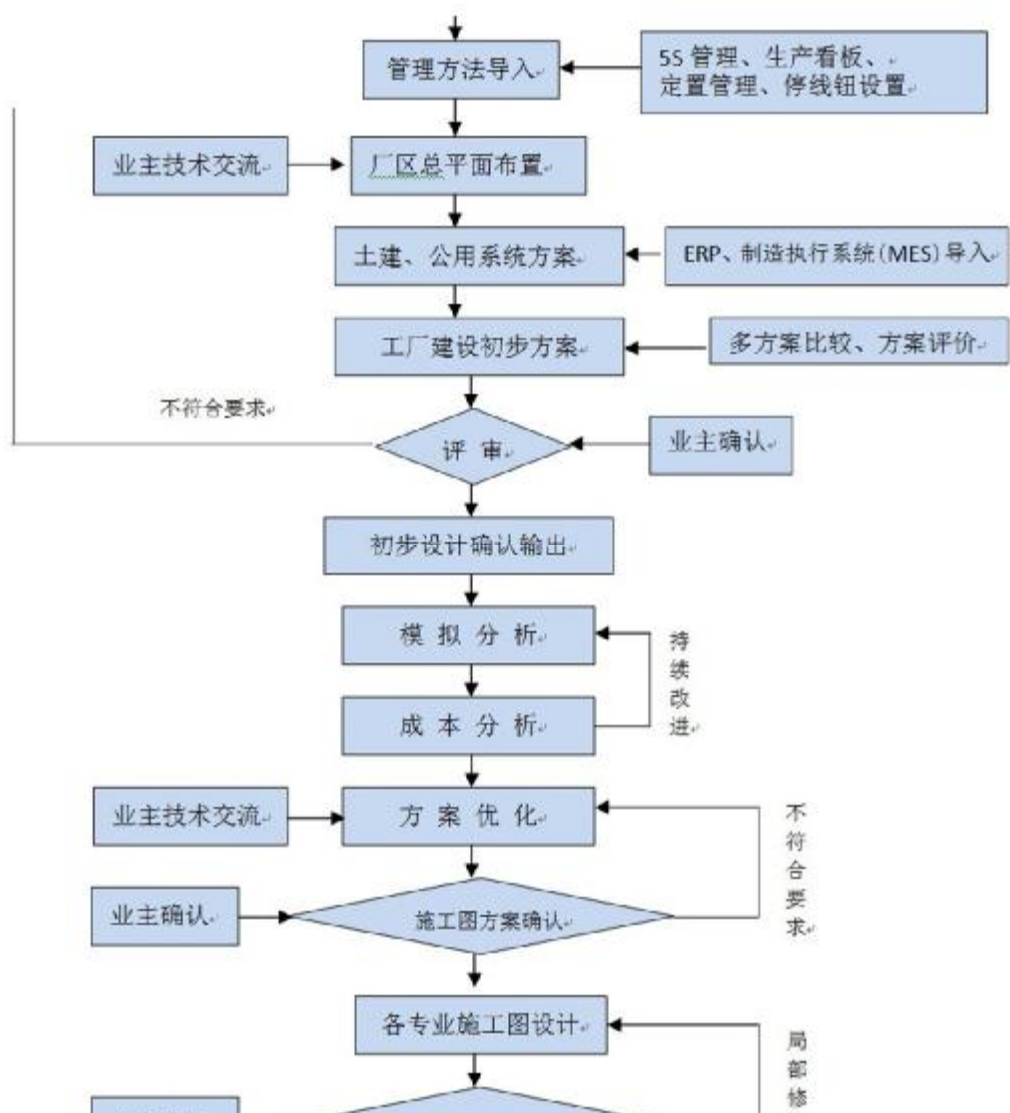 管理方法导入
5S 管理、生产看板、
定置管理、停线钮设置
业主技术交流
厂区总平面布置
土建、公用系统方案
ERP、制造执行系统(MES)导入
工厂建设初步方案
多方案比较、方案评价
不符合要求
评 审
业主确认
初步设计确认输出
模 拟 分 析
持续改进
成 本 分 析
业主技术交流
方 案 优 化
不符合要求
业主确认
施工图方案确认
各专业施工图设计
局部修